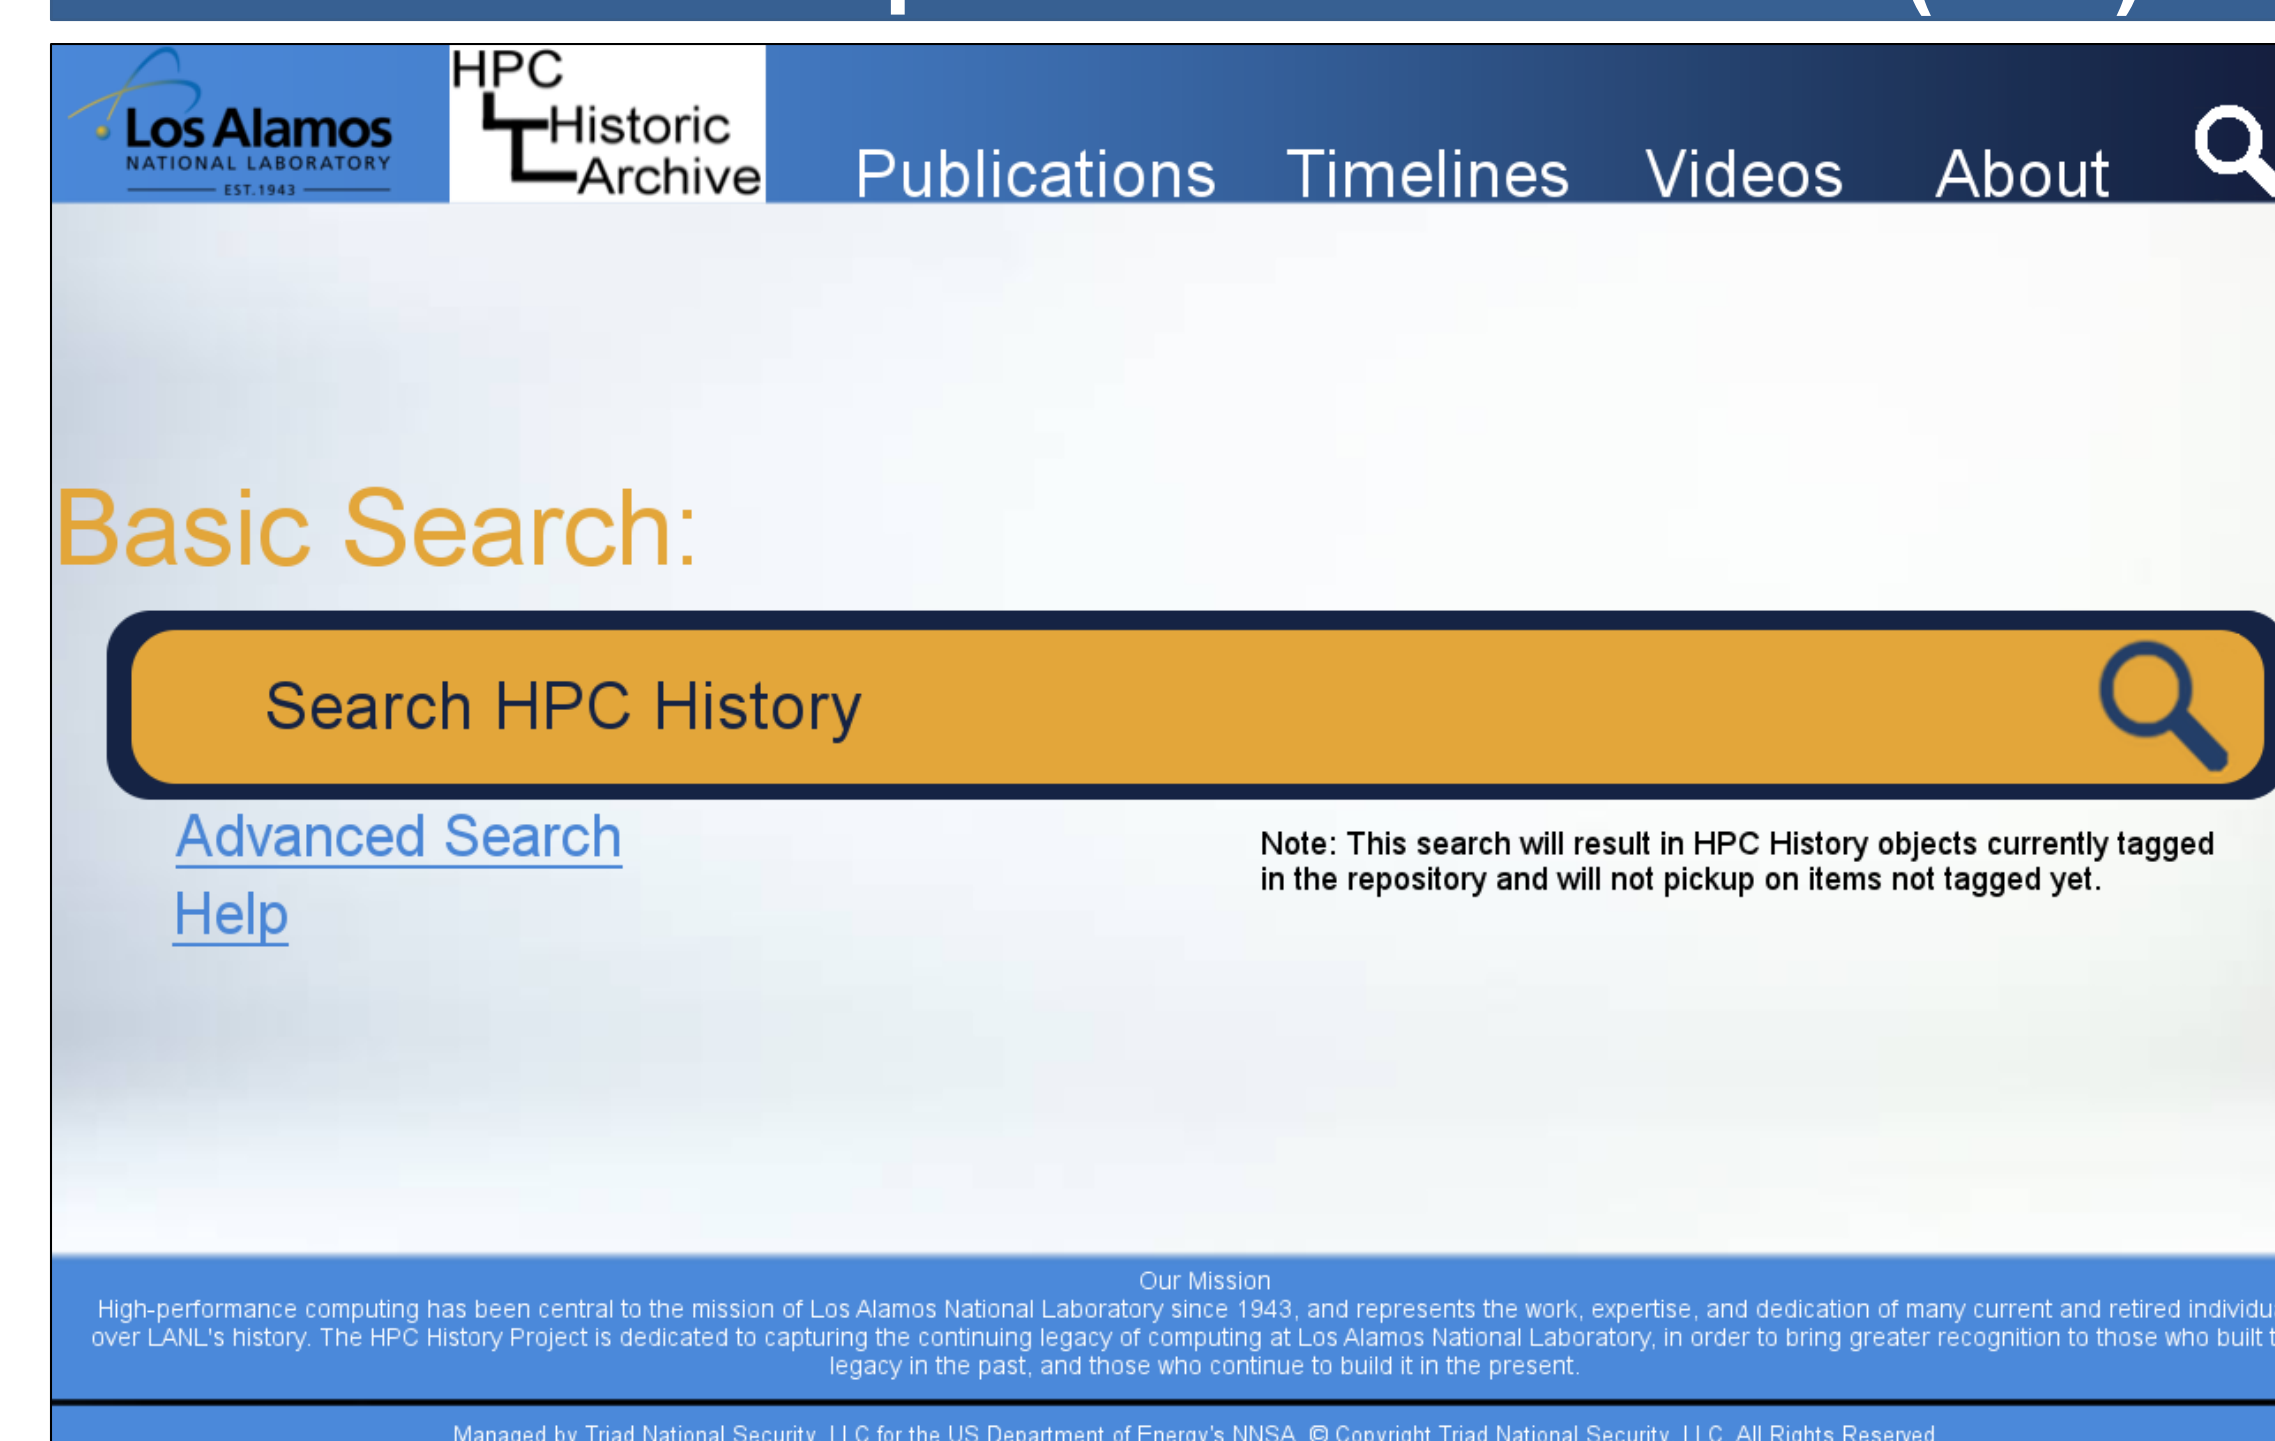 Los Alamos
NATIONAL LABORATORY
EST.1943
HPC
Historic
Archive
Publications Timelines Videos About
Basic Search:
Search HPC History
Advanced Search
Help
Note: This search will result in HPC History objects currently tagged
in the repository and will not pickup on items not tagged yet.
Our Mission
High-performance computing has been central to the mission of Los Alamos National Laboratory since 1943, and represents the work, expertise, and dedication of many current and retired
over LANL's history. The HPC History Project is dedicated to capturing the continuing legacy of computing at Los Alamos National Laboratory, in order to bring greater recognition to those who built
legacy in the past, and those who continue to build it in the present.
Managed by Triad National Security, LLC for the US Department of Energy's NNSA. © Copyright Triad National Security, LLC. All Rights Reserved